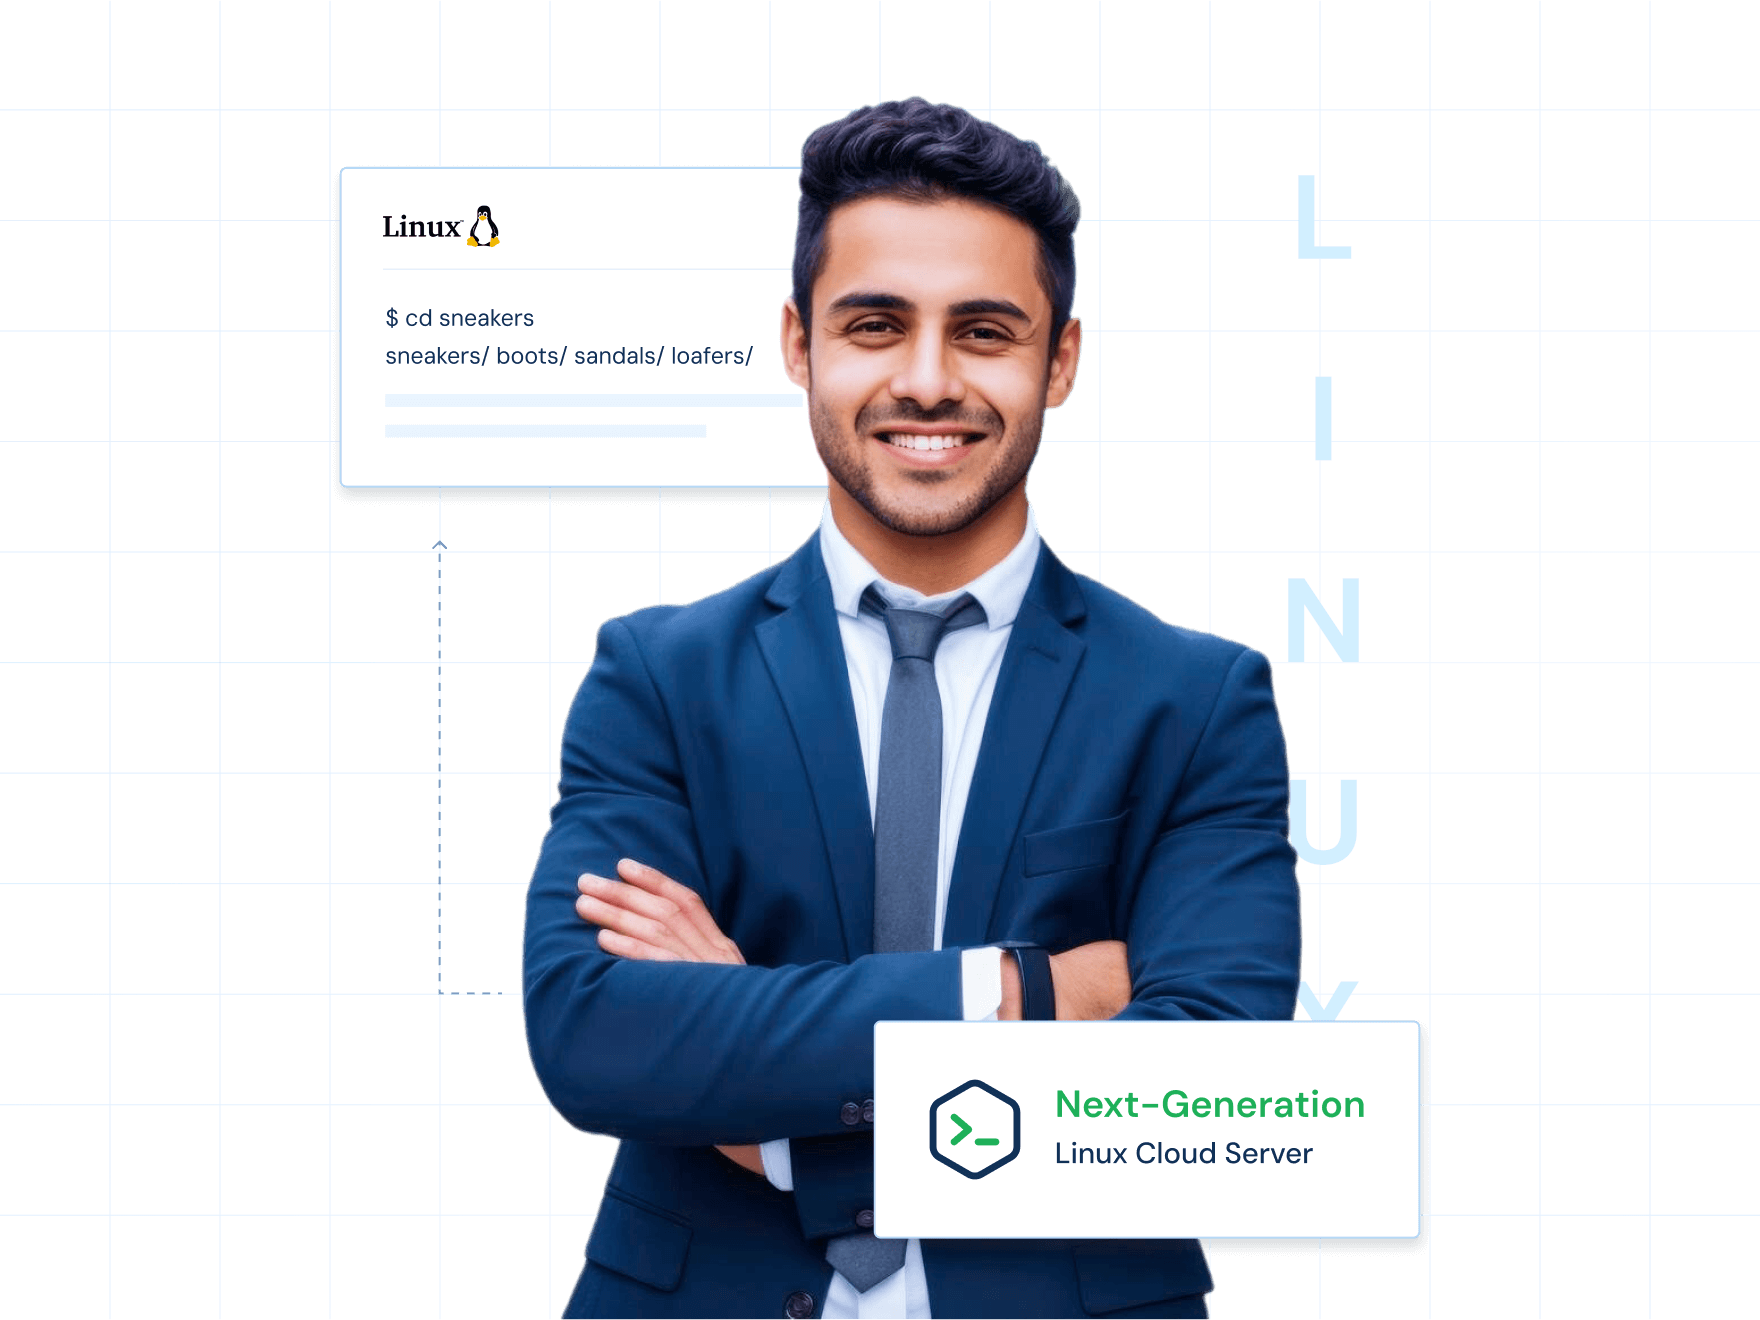 Linux
$ cd sneakers
sneakers/ boots/ sandals/ loafers/
L
I
N
U
X
Next-Generation
Linux Cloud Server